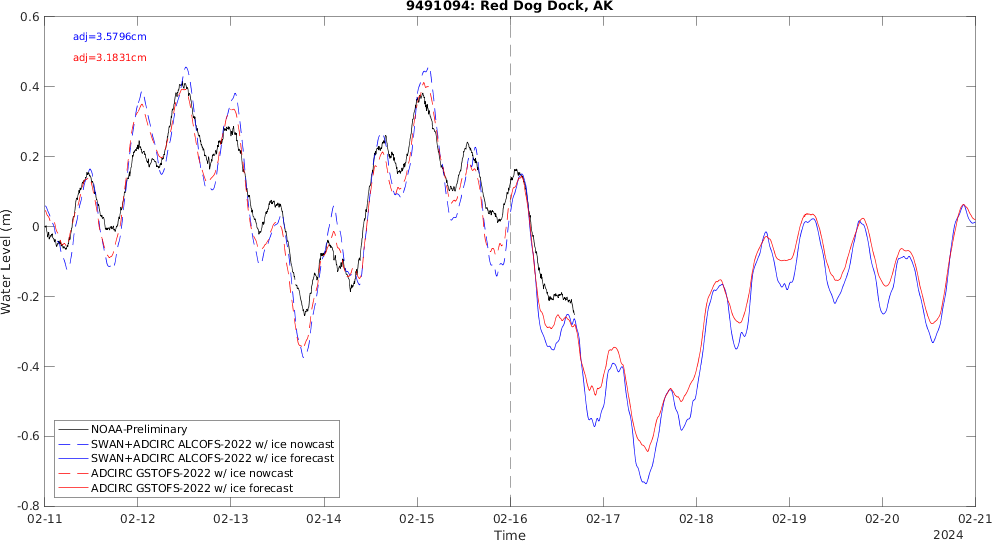 9491094: Red Dog Dock, AK
adj=3.5796cm
adj=3.1831cm
0.6
0.4
0.2
0
-0.2
-0.4
-0.6
-0.8
Water Level (m)
NOAA-Preliminary
SWAN+ADCIRC ALCOFS-2022 w/ ice nowcast
SWAN+ADCIRC ALCOFS-2022 w/ ice forecast
ADCIRC GSTOFS-2022 w/ ice nowcast
ADCIRC GSTOFS-2022 w/ ice forecast
02-11 02-12 02-13 02-14 02-15 02-16 02-17 02-18 02-19 02-20 02-21
Time
2024